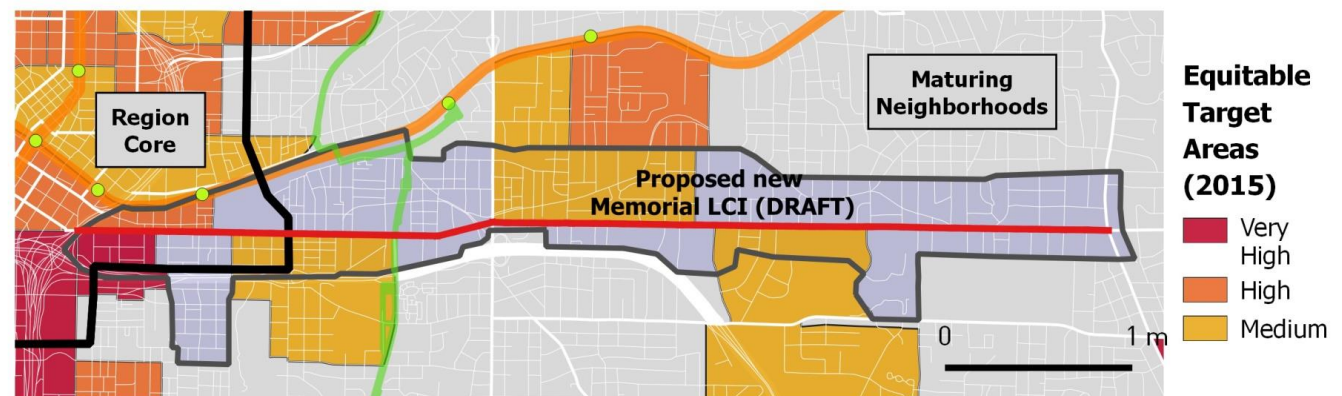 Region
Core
Maturing
Neighborhoods
Proposed new
Memorial LCI (DRAFT)
0 1 m
Equitable
Target
Areas
(2015)
Very
High
High
Medium